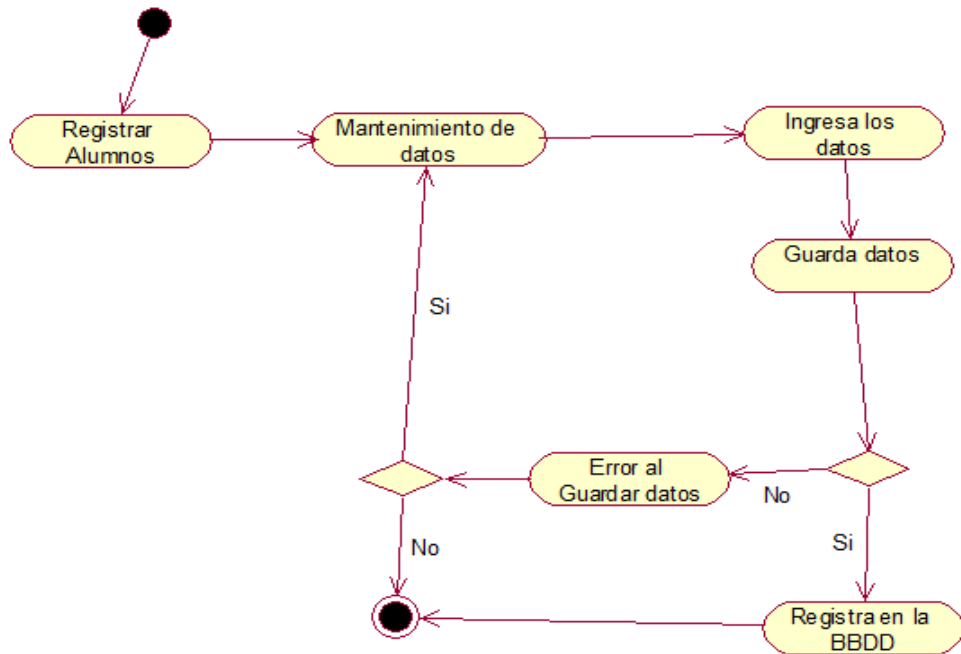 Registrar
Alumnos
Mantenimiento de
datos
Ingresa los
datos
Guarda datos
Si
Error al
Guardar datos
No
Si
No
Registra en la
BBDD